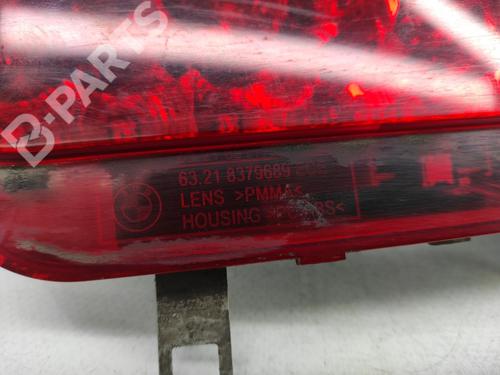 B-PARTS
63.21 8379689
LENS >PMMA<
HOUSING